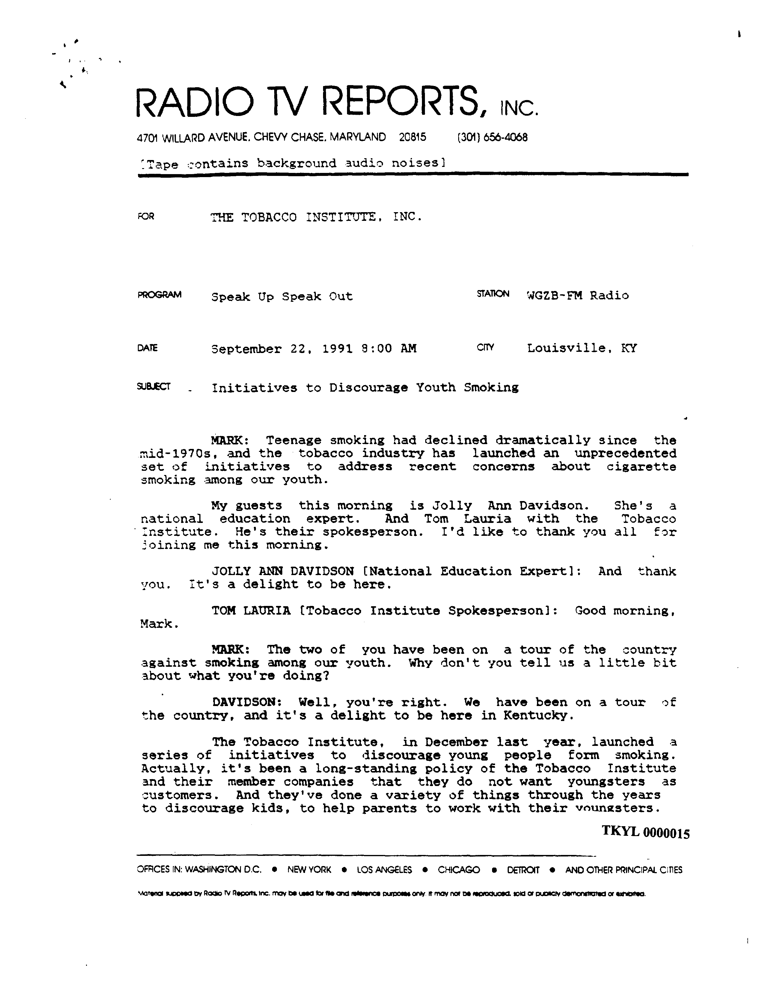 RADIO TV REPORTS, INC.
4701 WILLARD AVENUE, CHEVY CHASE, MARYLAND 20815 (301) 656-4068
[Tape contains background audio noises]
FOR THE TOBACCO INSTITUTE, INC.
PROGRAM Speak Up Speak Out STATION WGZB-FM Radio
DATE September 22, 1991 8:00 AM CITY Louisville, KY
SUBJECT Initiatives to Discourage Youth Smoking
MARK: Teenage smoking had declined dramatically since the
mid-1970s, and the tobacco industry has launched an unprecedented
set of initiatives to address recent concerns about cigarette
smoking among our youth.
My guests this morning is Jolly Ann Davidson. She's a
national education expert. And Tom Lauria with the Tobacco
Institute. He's their spokesperson. I'd like to thank you all for
joining me this morning.
JOLLY ANN DAVIDSON [National Education Expert]: And thank
you. It's a delight to be here.
TOM LAURIA [Tobacco Institute Spokesperson]: Good morning,
Mark.
MARK: The two of you have been on a tour of the country
against smoking among our youth. Why don't you tell us a little bit
about what you're doing?
DAVIDSON: Well, you're right. We have been on a tour of
the country, and it's a delight to be here in Kentucky.
The Tobacco Institute, in December last year, launched a
series of initiatives to discourage young people form smoking.
Actually, it's been a long-standing policy of the Tobacco Institute
and their member companies that they do not want youngsters as
customers. And they've done a variety of things through the years
to discourage kids, to help parents to work with their youngsters.
TKYL 0000015
OFFICES IN: WASHINGTON D.C. ● NEW YORK ● LOS ANGELES ● CHICAGO ● DETROIT ● AND OTHER PRINCIPAL CITIES
Material supplied by Radio TV Reports, Inc. may be used for file and reference purposes only. It may not be reproduced, sold or publicly demonstrated or exhibited.